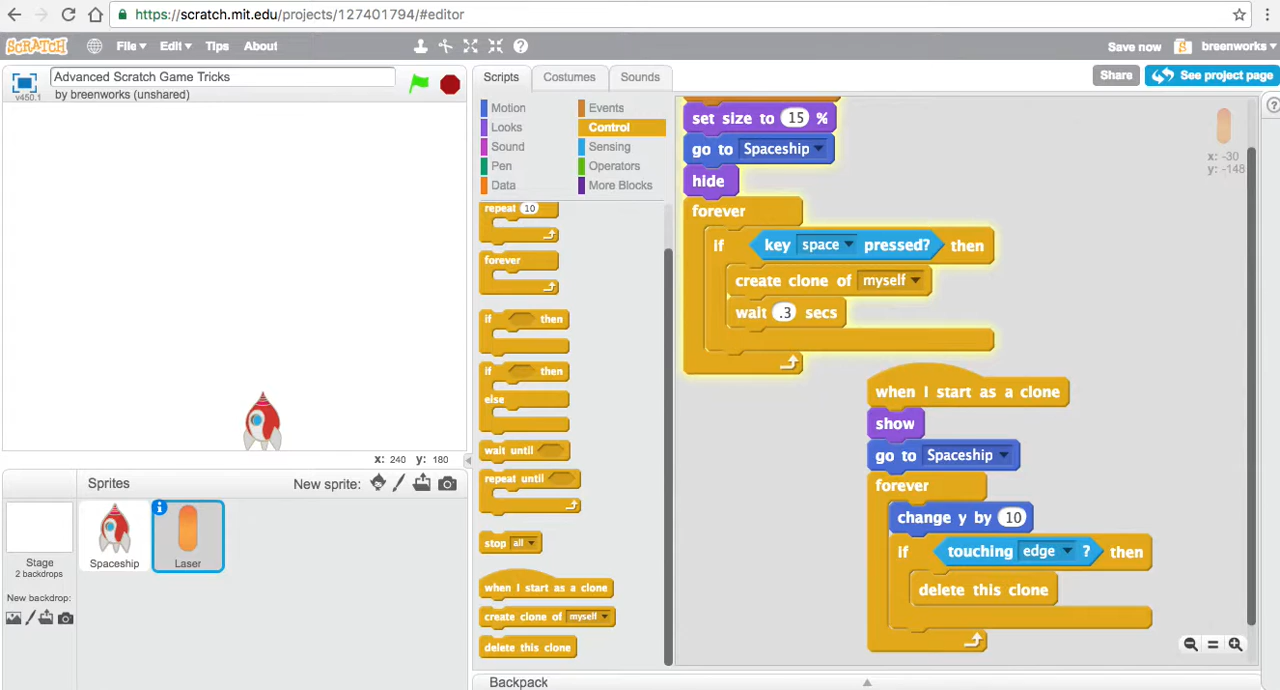 https://scratch.mit.edu/projects/127401794/#editor
SCRATCH File Edit Tips About Save now breenworks
v450.1 Advanced Scratch Game Tricks
by breenworks (unshared)
Scripts Costumes Sounds Share See project page
Motion Events
Looks Control
Sound Sensing
Pen Operators
Data More Blocks
repeat 10
forever
if then
if then
else
wait until
repeat until
stop all
when I start as a clone
create clone of myself
delete this clone
set size to 15 %
go to Spaceship
hide
forever
if key space pressed? then
create clone of myself
wait .3 secs
when I start as a clone
show
go to Spaceship
forever
change y by 10
if touching edge ? then
delete this clone
x: -30
y: -148
x: 240 y: 180
Sprites New sprite:
Stage
2 backdrops
New backdrop:
Spaceship
Laser
Backpack